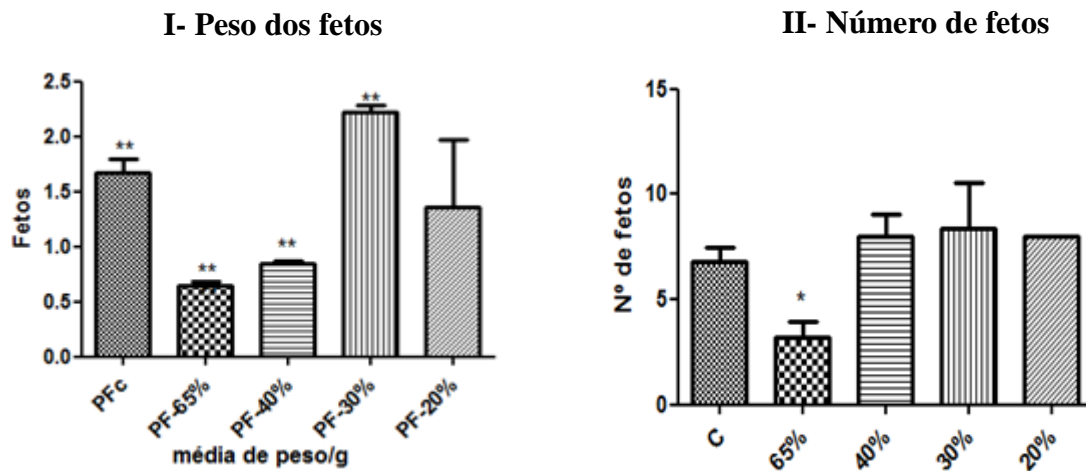 I- Peso dos fetos
2.5
2.0
1.5
1.0
0.5
0.0
Fetos
**
**
**
**
PFc
PF-65%
PF-40%
PF-30%
PF-20%
média de peso/g
II- Número de fetos
15
10
5
0
Nº de fetos
*
C
65%
40%
30%
20%